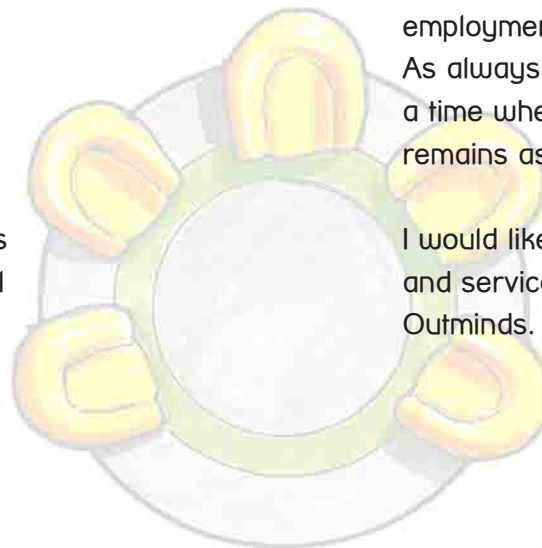 s
l
employmen
As always
a time whe
remains as
I would like
and service
Outminds.